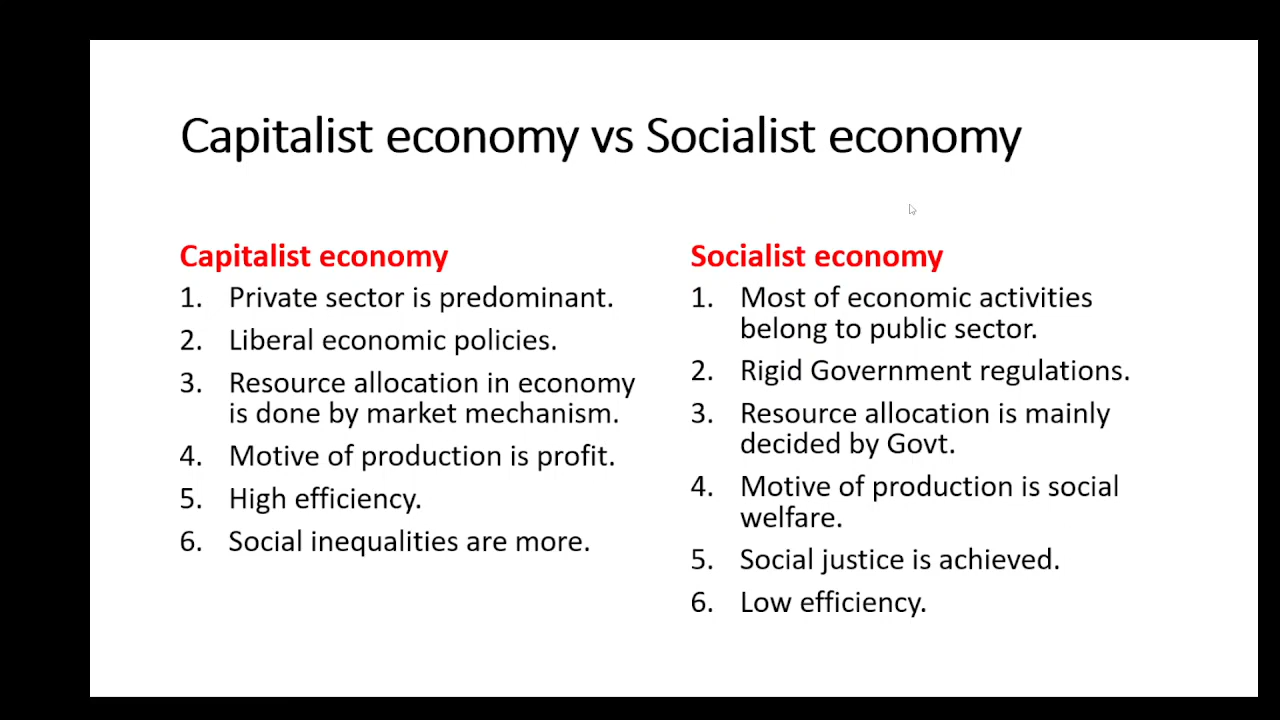 Capitalist economy vs Socialist economy
Capitalist economy
1. Private sector is predominant.
2. Liberal economic policies.
3. Resource allocation in economy
is done by market mechanism.
4. Motive of production is profit.
5. High efficiency.
6. Social inequalities are more.
Socialist economy
1. Most of economic activities
belong to public sector.
2. Rigid Government regulations.
3. Resource allocation is mainly
decided by Govt.
4. Motive of production is social
welfare.
5. Social justice is achieved.
6. Low efficiency.